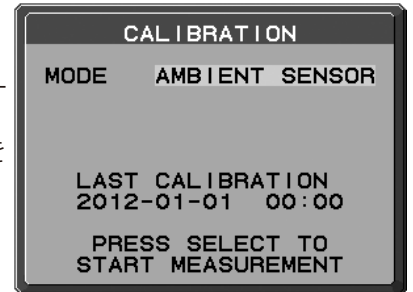 CALIBRATION
MODE AMBIENT SENSOR
LAST CALIBRATION
2012-01-01 00:00
PRESS SELECT TO
START MEASUREMENT